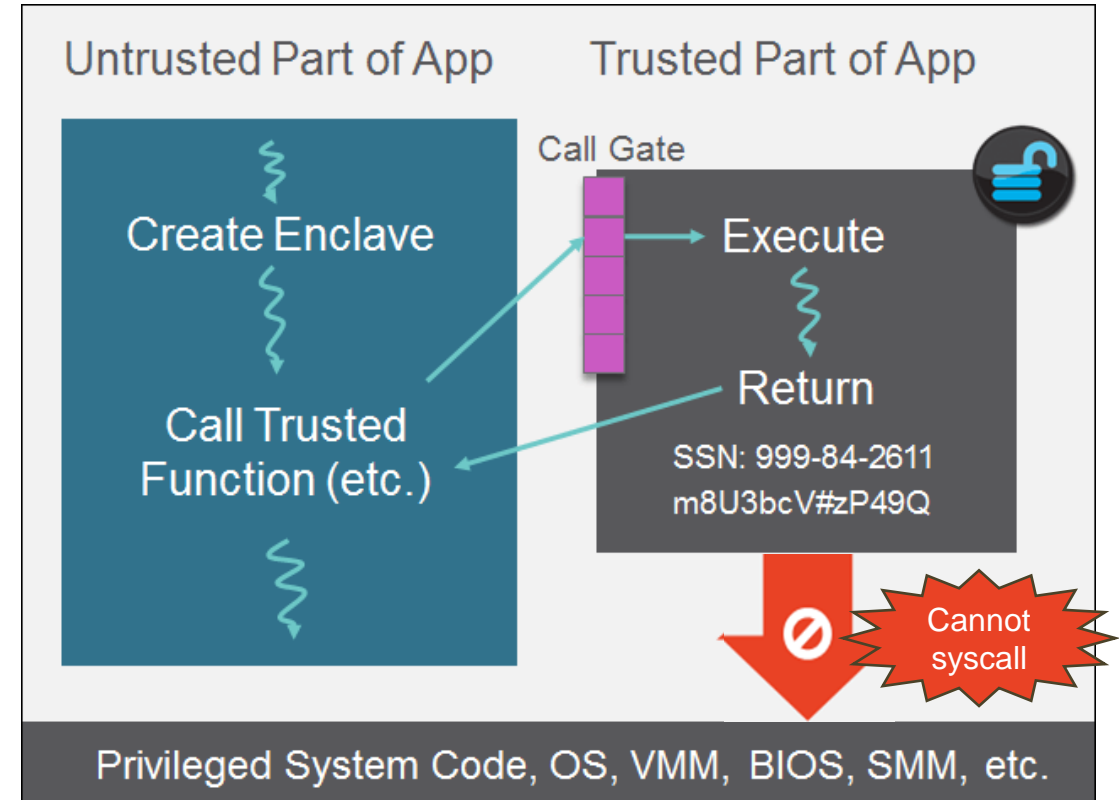 Untrusted Part of App
Trusted Part of App
Call Gate
Create Enclave
Execute
Call Trusted
Function (etc.)
Return
SSN: 999-84-2611
m8U3bcV#zP49Q
Cannot
syscall
Privileged System Code, OS, VMM, BIOS, SMM, etc.